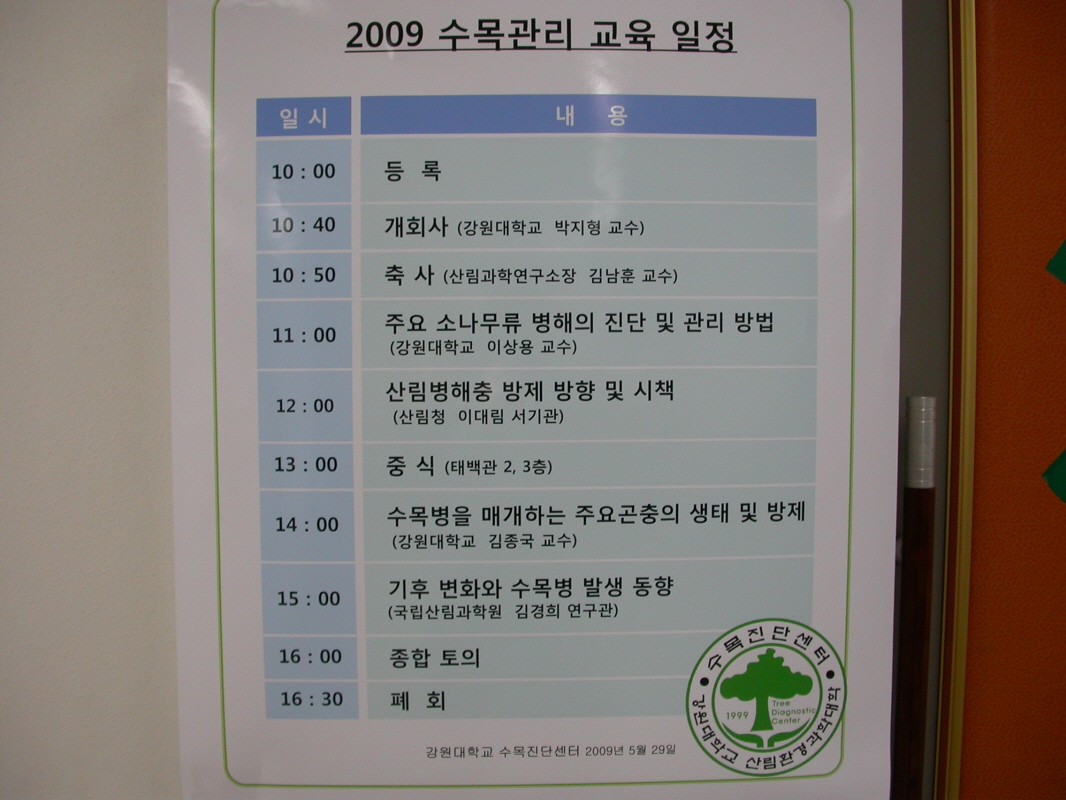 2009 수목관리 교육 일정
일 시 내 용
10 : 00 등 록
10 : 40 개회사 (강원대학교 박지형 교수)
10 : 50 축 사 (산림과학연구소장 김남훈 교수)
11 : 00 주요 소나무류 병해의 진단 및 관리 방법
(강원대학교 이상용 교수)
12 : 00 산림병해충 방제 방향 및 시책
(산림청 이대림 서기관)
13 : 00 중 식 (태백관 2, 3층)
14 : 00 수목병을 매개하는 주요곤충의 생태 및 방제
(강원대학교 김종국 교수)
15 : 00 기후 변화와 수목병 발생 동향
(국립산림과학원 김경희 연구관)
16 : 00 종합 토의
16 : 30 폐 회
강원대학교 수목진단센터 2009년 5월 29일
수목진단센터
1999
Tree
Diagnostic
Center
강원대학교 산림환경과학대학